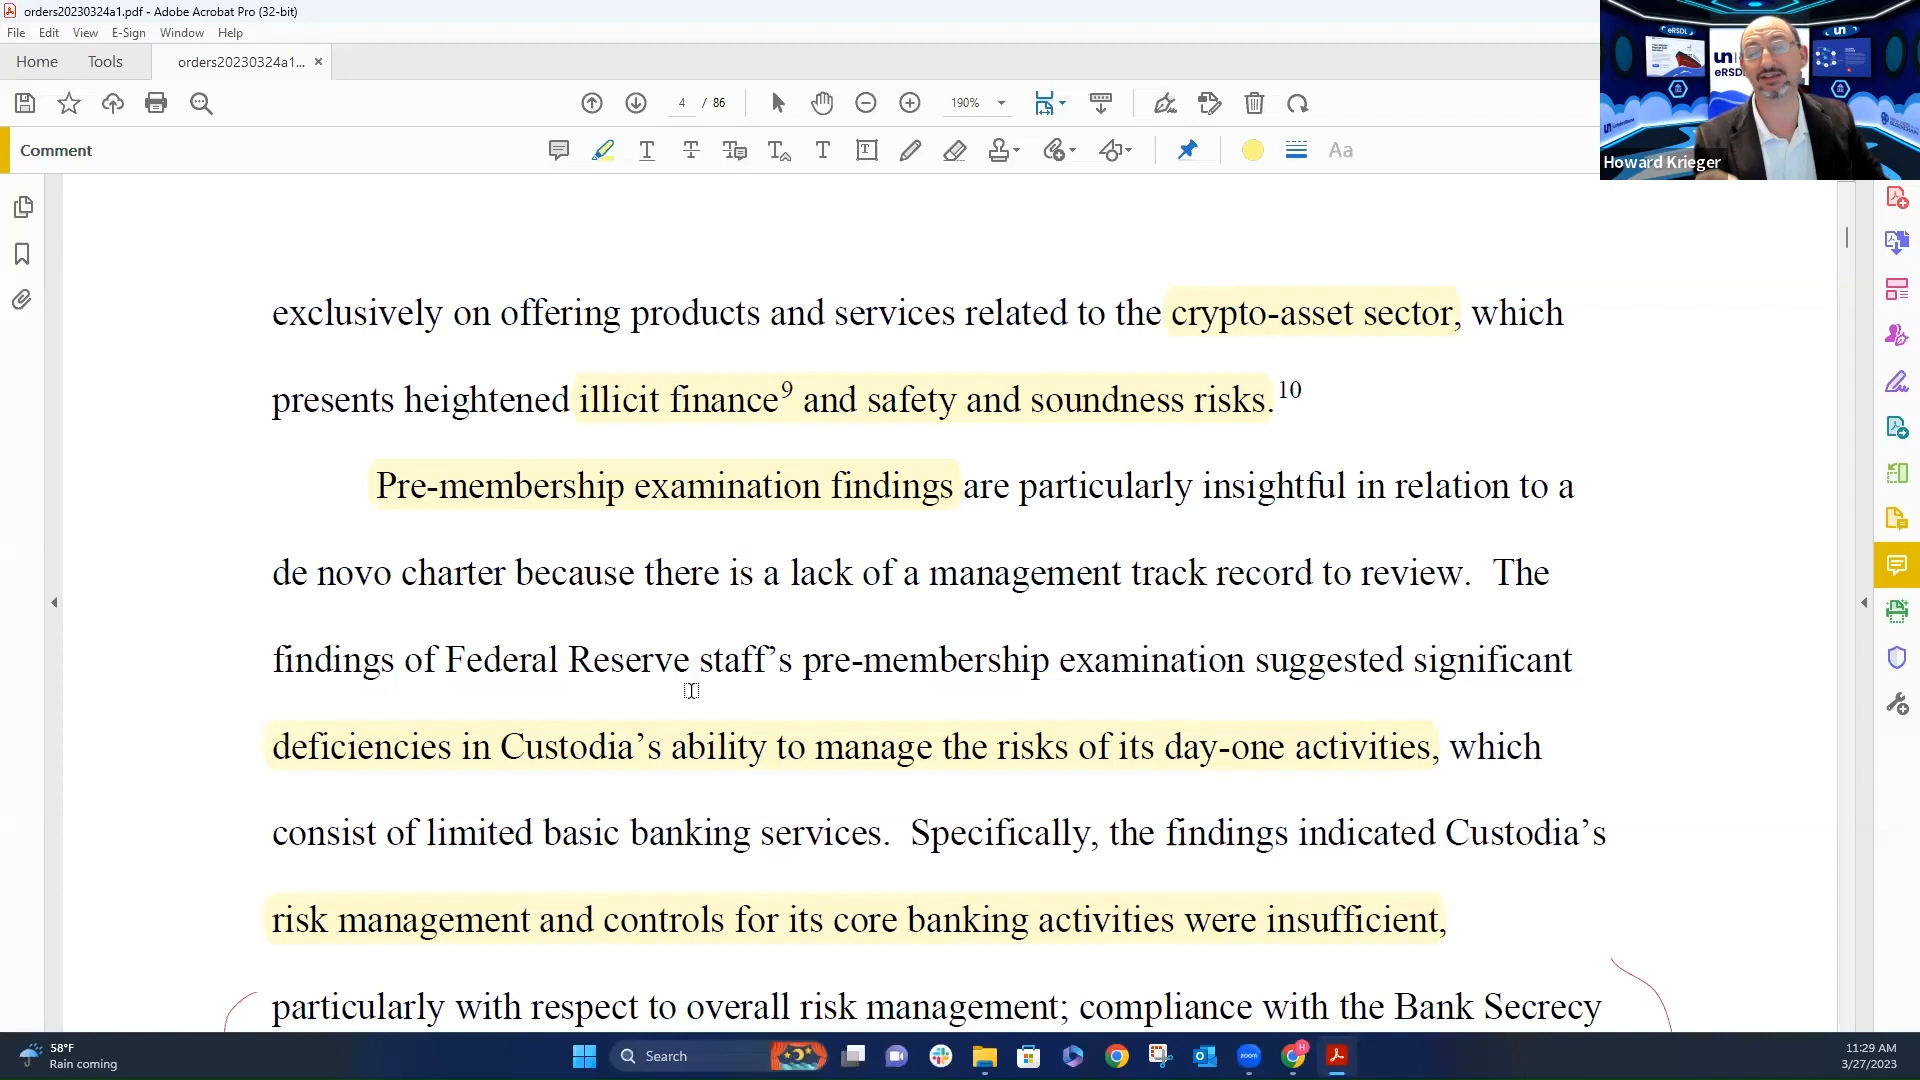 orders20230324a1.pdf - Adobe Acrobat Pro (32-bit)
File Edit View E-Sign Window Help
Home Tools orders20230324a1... ×
4 / 86 190%
Comment
Aa
eRSDL
un
un
eRSD
Howard Krieger
exclusively on offering products and services related to the crypto-asset sector, which
presents heightened illicit finance⁹ and safety and soundness risks.¹⁰
Pre-membership examination findings are particularly insightful in relation to a
de novo charter because there is a lack of a management track record to review. The
findings of Federal Reserve staff’s pre-membership examination suggested significant
deficiencies in Custodia’s ability to manage the risks of its day-one activities, which
consist of limited basic banking services. Specifically, the findings indicated Custodia’s
risk management and controls for its core banking activities were insufficient,
particularly with respect to overall risk management; compliance with the Bank Secrecy
58°F
Rain coming
Search
zoom
H
11:29 AM
3/27/2023